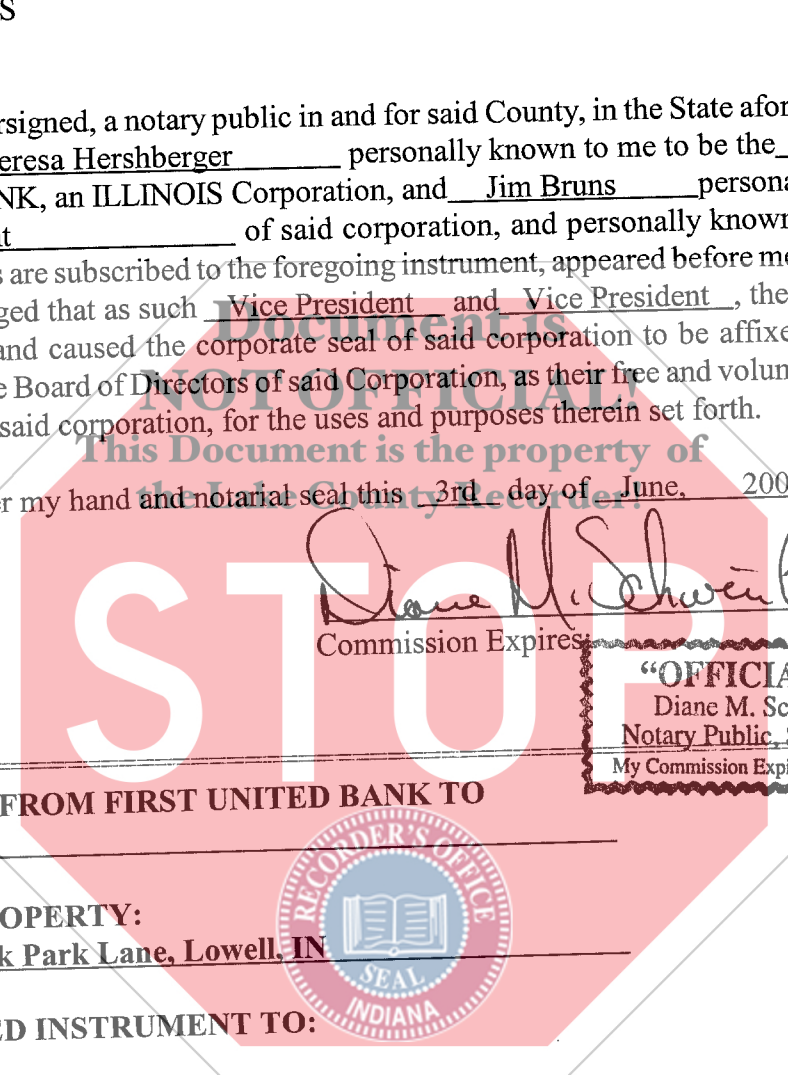 S
rsigned, a notary public in and for said County, in the State afor
eresa Hershberger personally known to me to be the
NK, an ILLINOIS Corporation, and Jim Bruns persona
t of said corporation, and personally known
s are subscribed to the foregoing instrument, appeared before me
ged that as such Vice President and Vice President , the
Document is
and caused the corporate seal of said corporation to be affixe
e Board of Directors of said Corporation, as their free and volun
NOT OFFICIAL!
said corporation, for the uses and purposes therein set forth.
This Document is the property of
the Lake County Recorder!
r my hand and notarial seal this 3rd day of June, 200
STOP
Diane M. Schwein
Commission Expires:
"OFFICIA
Diane M. Sc
Notary Public, S
My Commission Expi
FROM FIRST UNITED BANK TO
RECORDER'S OFFICE
SEAL
INDIANA
OPERTY:
k Park Lane, Lowell, IN
ED INSTRUMENT TO: